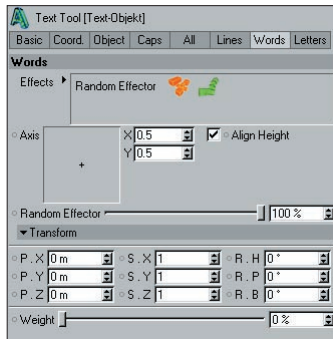 Text Tool [Text-Objekt]
Basic Coord. Object Caps All Lines Words Letters
Words
Effects Random Effector
Axis X 0.5 Align Height
Y 0.5
Random Effector 100 %
Transform
P . X 0 m S . X 1 R . H 0 °
P . Y 0 m S . Y 1 R . P 0 °
P . Z 0 m S . Z 1 R . B 0 °
Weight 0 %